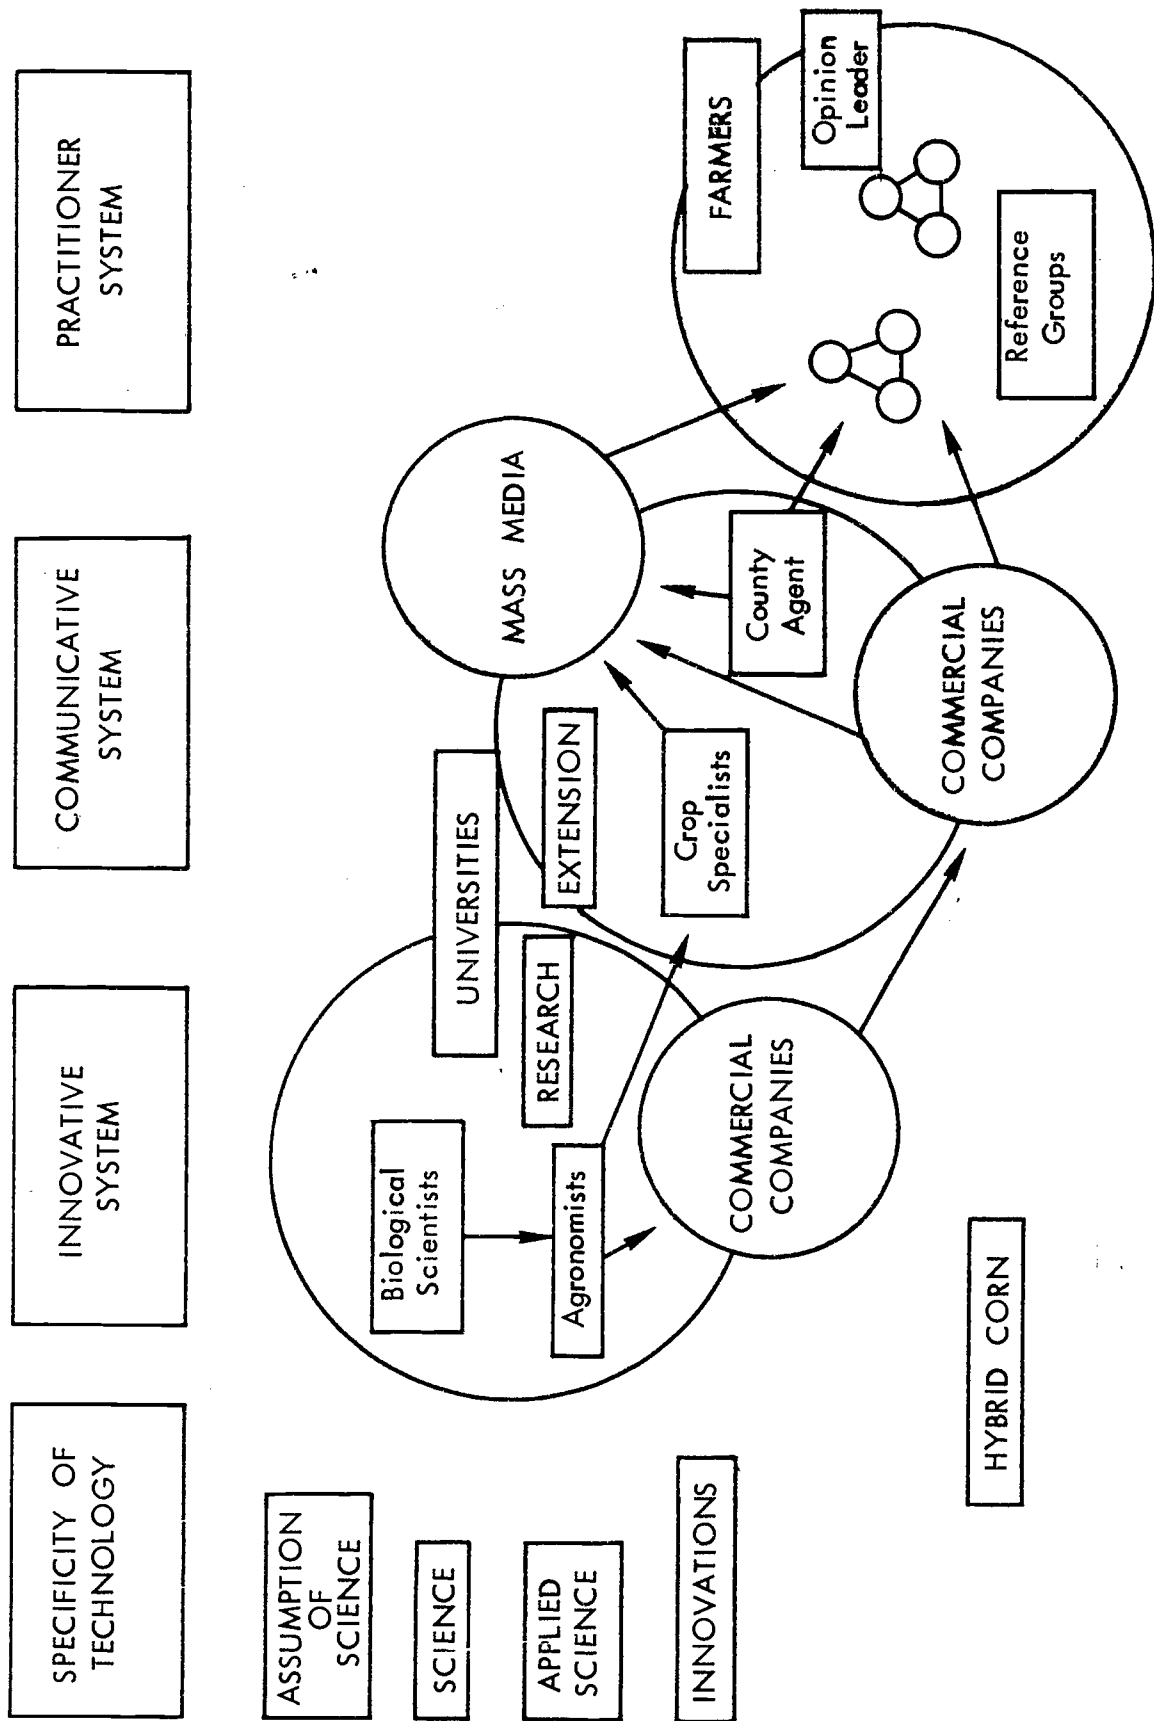 SPECIFICITY OF
TECHNOLOGY
INNOVATIVE
SYSTEM
COMMUNICATIVE
SYSTEM
PRACTITIONER
SYSTEM
ASSUMPTION
OF
SCIENCE
SCIENCE
APPLIED
SCIENCE
INNOVATIONS
HYBRID CORN
Biological
Scientists
Agronomists
RESEARCH
UNIVERSITIES
COMMERCIAL
COMPANIES
EXTENSION
Crop
Specialists
MASS MEDIA
County
Agent
COMMERCIAL
COMPANIES
FARMERS
Opinion
Leader
Reference
Groups